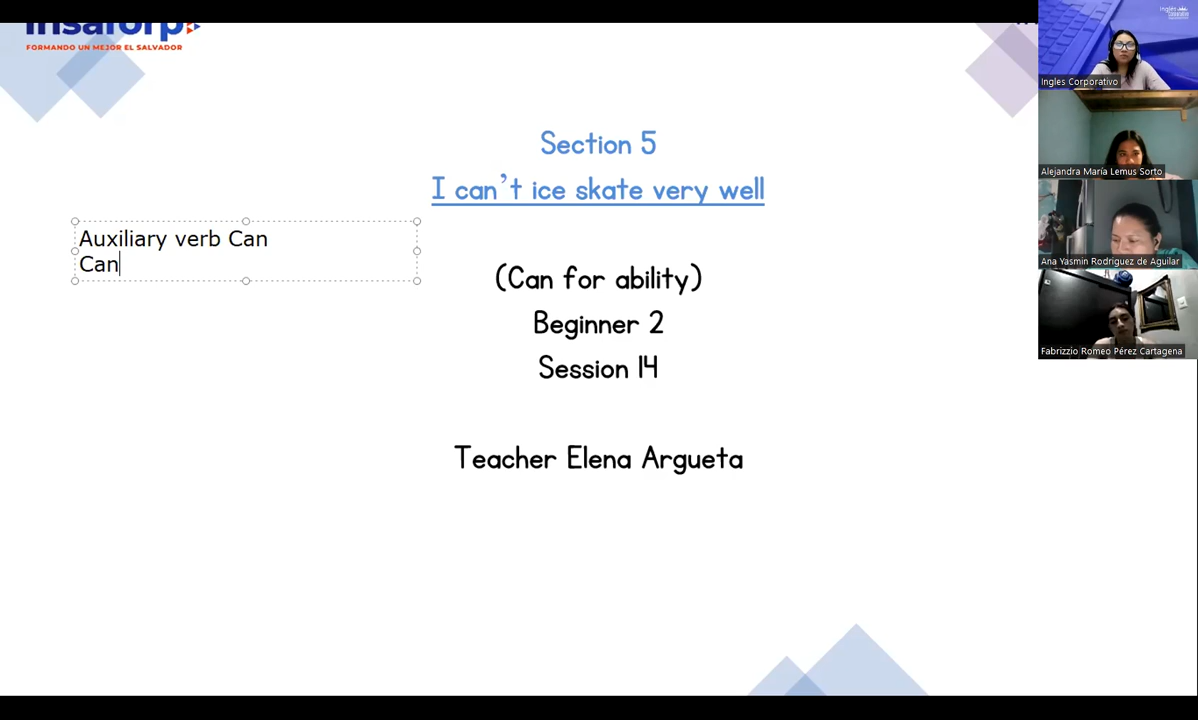 insaforp
FORMANDO UN MEJOR EL SALVADOR
Section 5
I can't ice skate very well
Auxiliary verb Can
Can
(Can for ability)
Beginner 2
Session 14
Teacher Elena Argueta
Ingles Corporativo
Alejandra María Lemus Sorto
Ana Yasmin Rodriguez de Aguilar
Fabrizzio Romeo Pérez Cartagena